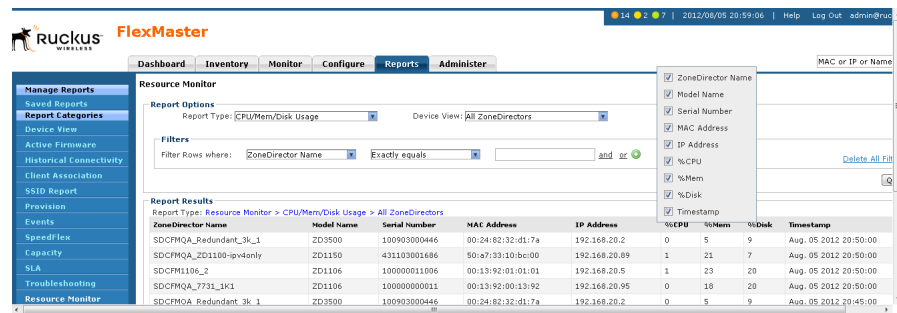 14 2 7 | 2012/08/05 20:59:06 | Help Log Out admin@ruc
Ruckus WIRELESS FlexMaster
Dashboard Inventory Monitor Configure Reports Administer
MAC or IP or Name
Manage Reports
Saved Reports
Report Categories
Device View
Active Firmware
Historical Connectivity
Client Association
SSID Report
Provision
Events
SpeedFlex
Capacity
SLA
Troubleshooting
Resource Monitor
Resource Monitor
Report Options
Report Type: CPU/Mem/Disk Usage Device View: All ZoneDirectors
Filters
Filter Rows where: ZoneDirector Name Exactly equals and or
Delete All Filt
Q
ZoneDirector Name
Model Name
Serial Number
MAC Address
IP Address
%CPU
%Mem
%Disk
Timestamp
Report Results
Report Type: Resource Monitor > CPU/Mem/Disk Usage > All ZoneDirectors
ZoneDirector Name Model Name Serial Number MAC Address IP Address %CPU %Mem %Disk Timestamp
SDCFMQA_Redundant_3k_1 ZD3500 100903000446 00:24:82:32:d1:7a 192.168.20.2 0 5 9 Aug. 05 2012 20:50:00
SDCFMQA_ZD1100-ipv4only ZD1150 431103001686 50:a7:33:10:bc:00 192.168.20.89 1 21 7 Aug. 05 2012 20:50:00
SDCFM1106_2 ZD1106 100000011006 00:13:92:01:01:01 192.168.20.5 1 23 20 Aug. 05 2012 20:50:00
SDCFMQA_7731_1K1 ZD1106 100000000011 00:13:92:00:13:92 192.168.20.95 0 18 20 Aug. 05 2012 20:50:00
SDCFMQA_Redundant_3k_1 ZD3500 100903000446 00:24:82:32:d1:7a 192.168.20.2 0 5 9 Aug. 05 2012 20:45:00